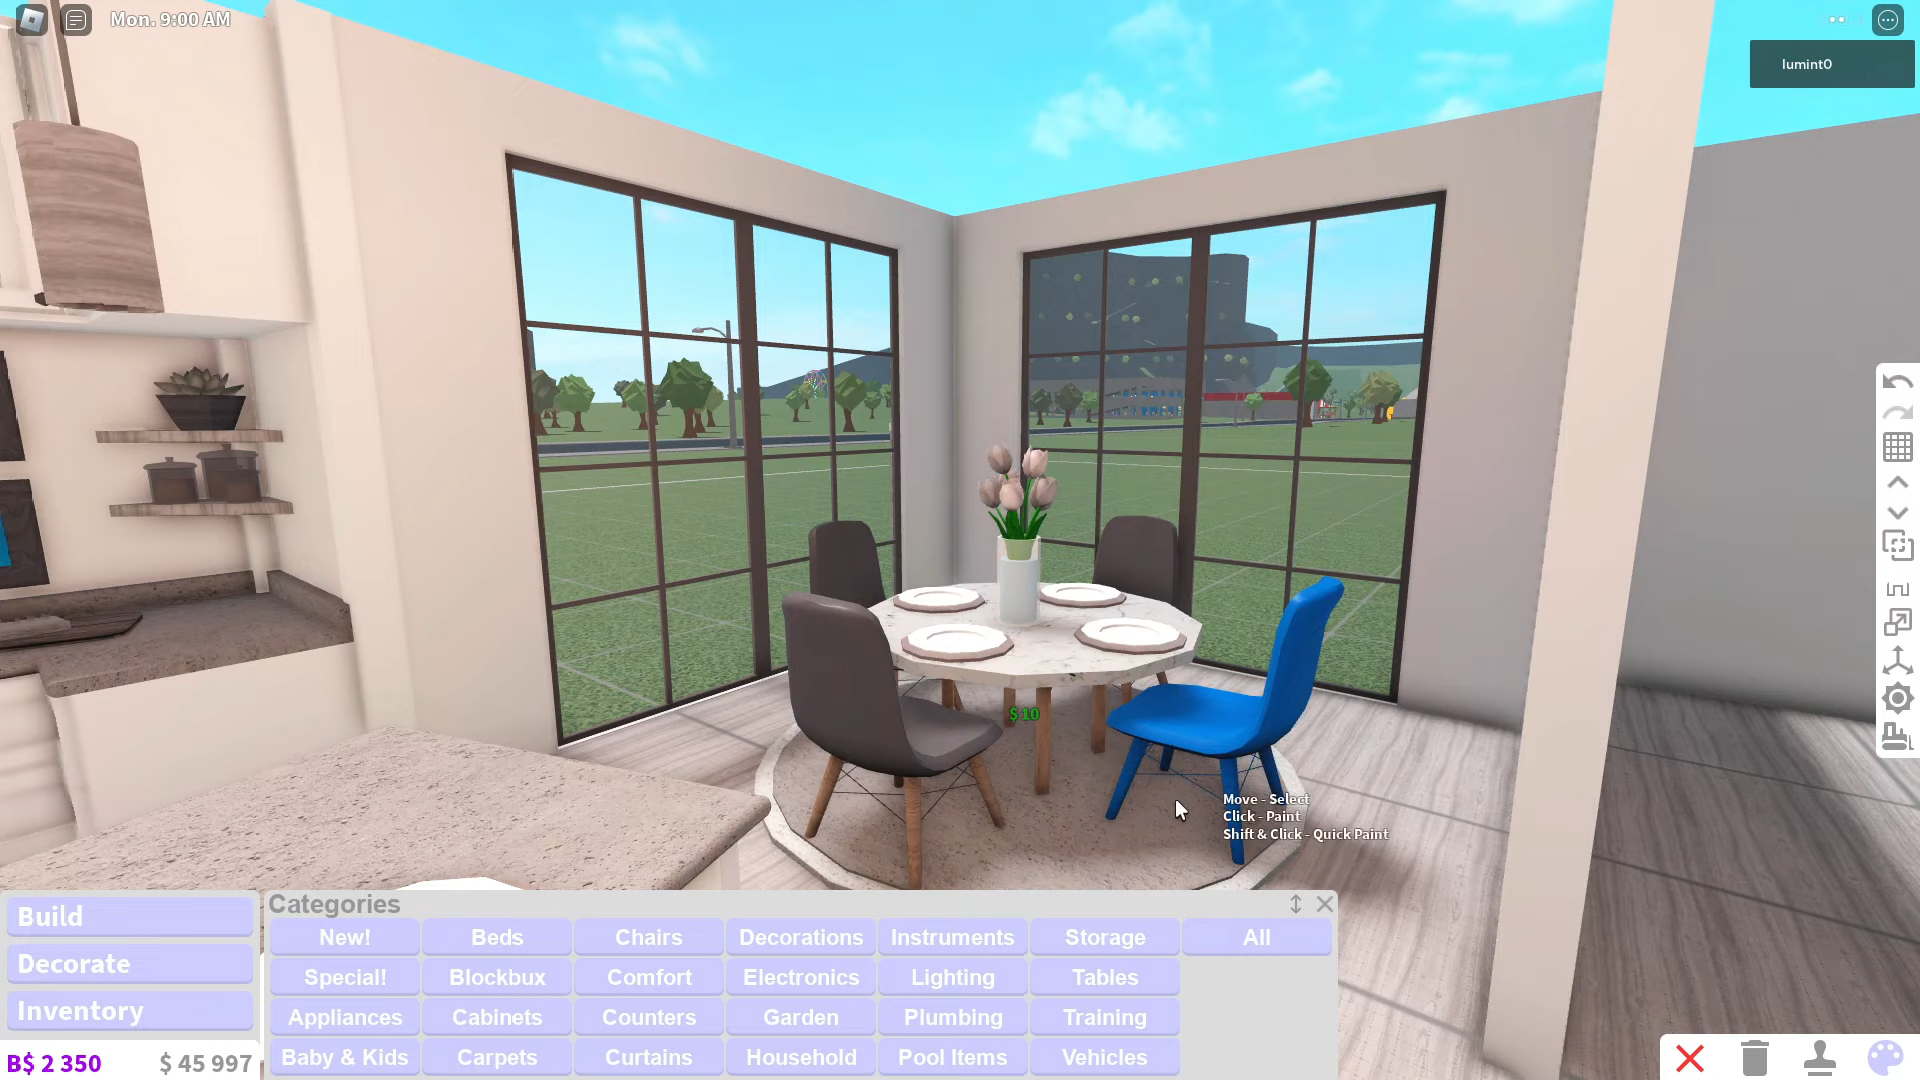 Mon. 9:00 AM
lumint0
$ 10
Move - Select
Click - Paint
Shift & Click - Quick Paint
Build
Decorate
Inventory
B$ 2 350
$ 45 997
Categories
New!
Beds
Chairs
Decorations
Instruments
Storage
All
Special!
Blockbux
Comfort
Electronics
Lighting
Tables
Appliances
Cabinets
Counters
Garden
Plumbing
Training
Baby & Kids
Carpets
Curtains
Household
Pool Items
Vehicles